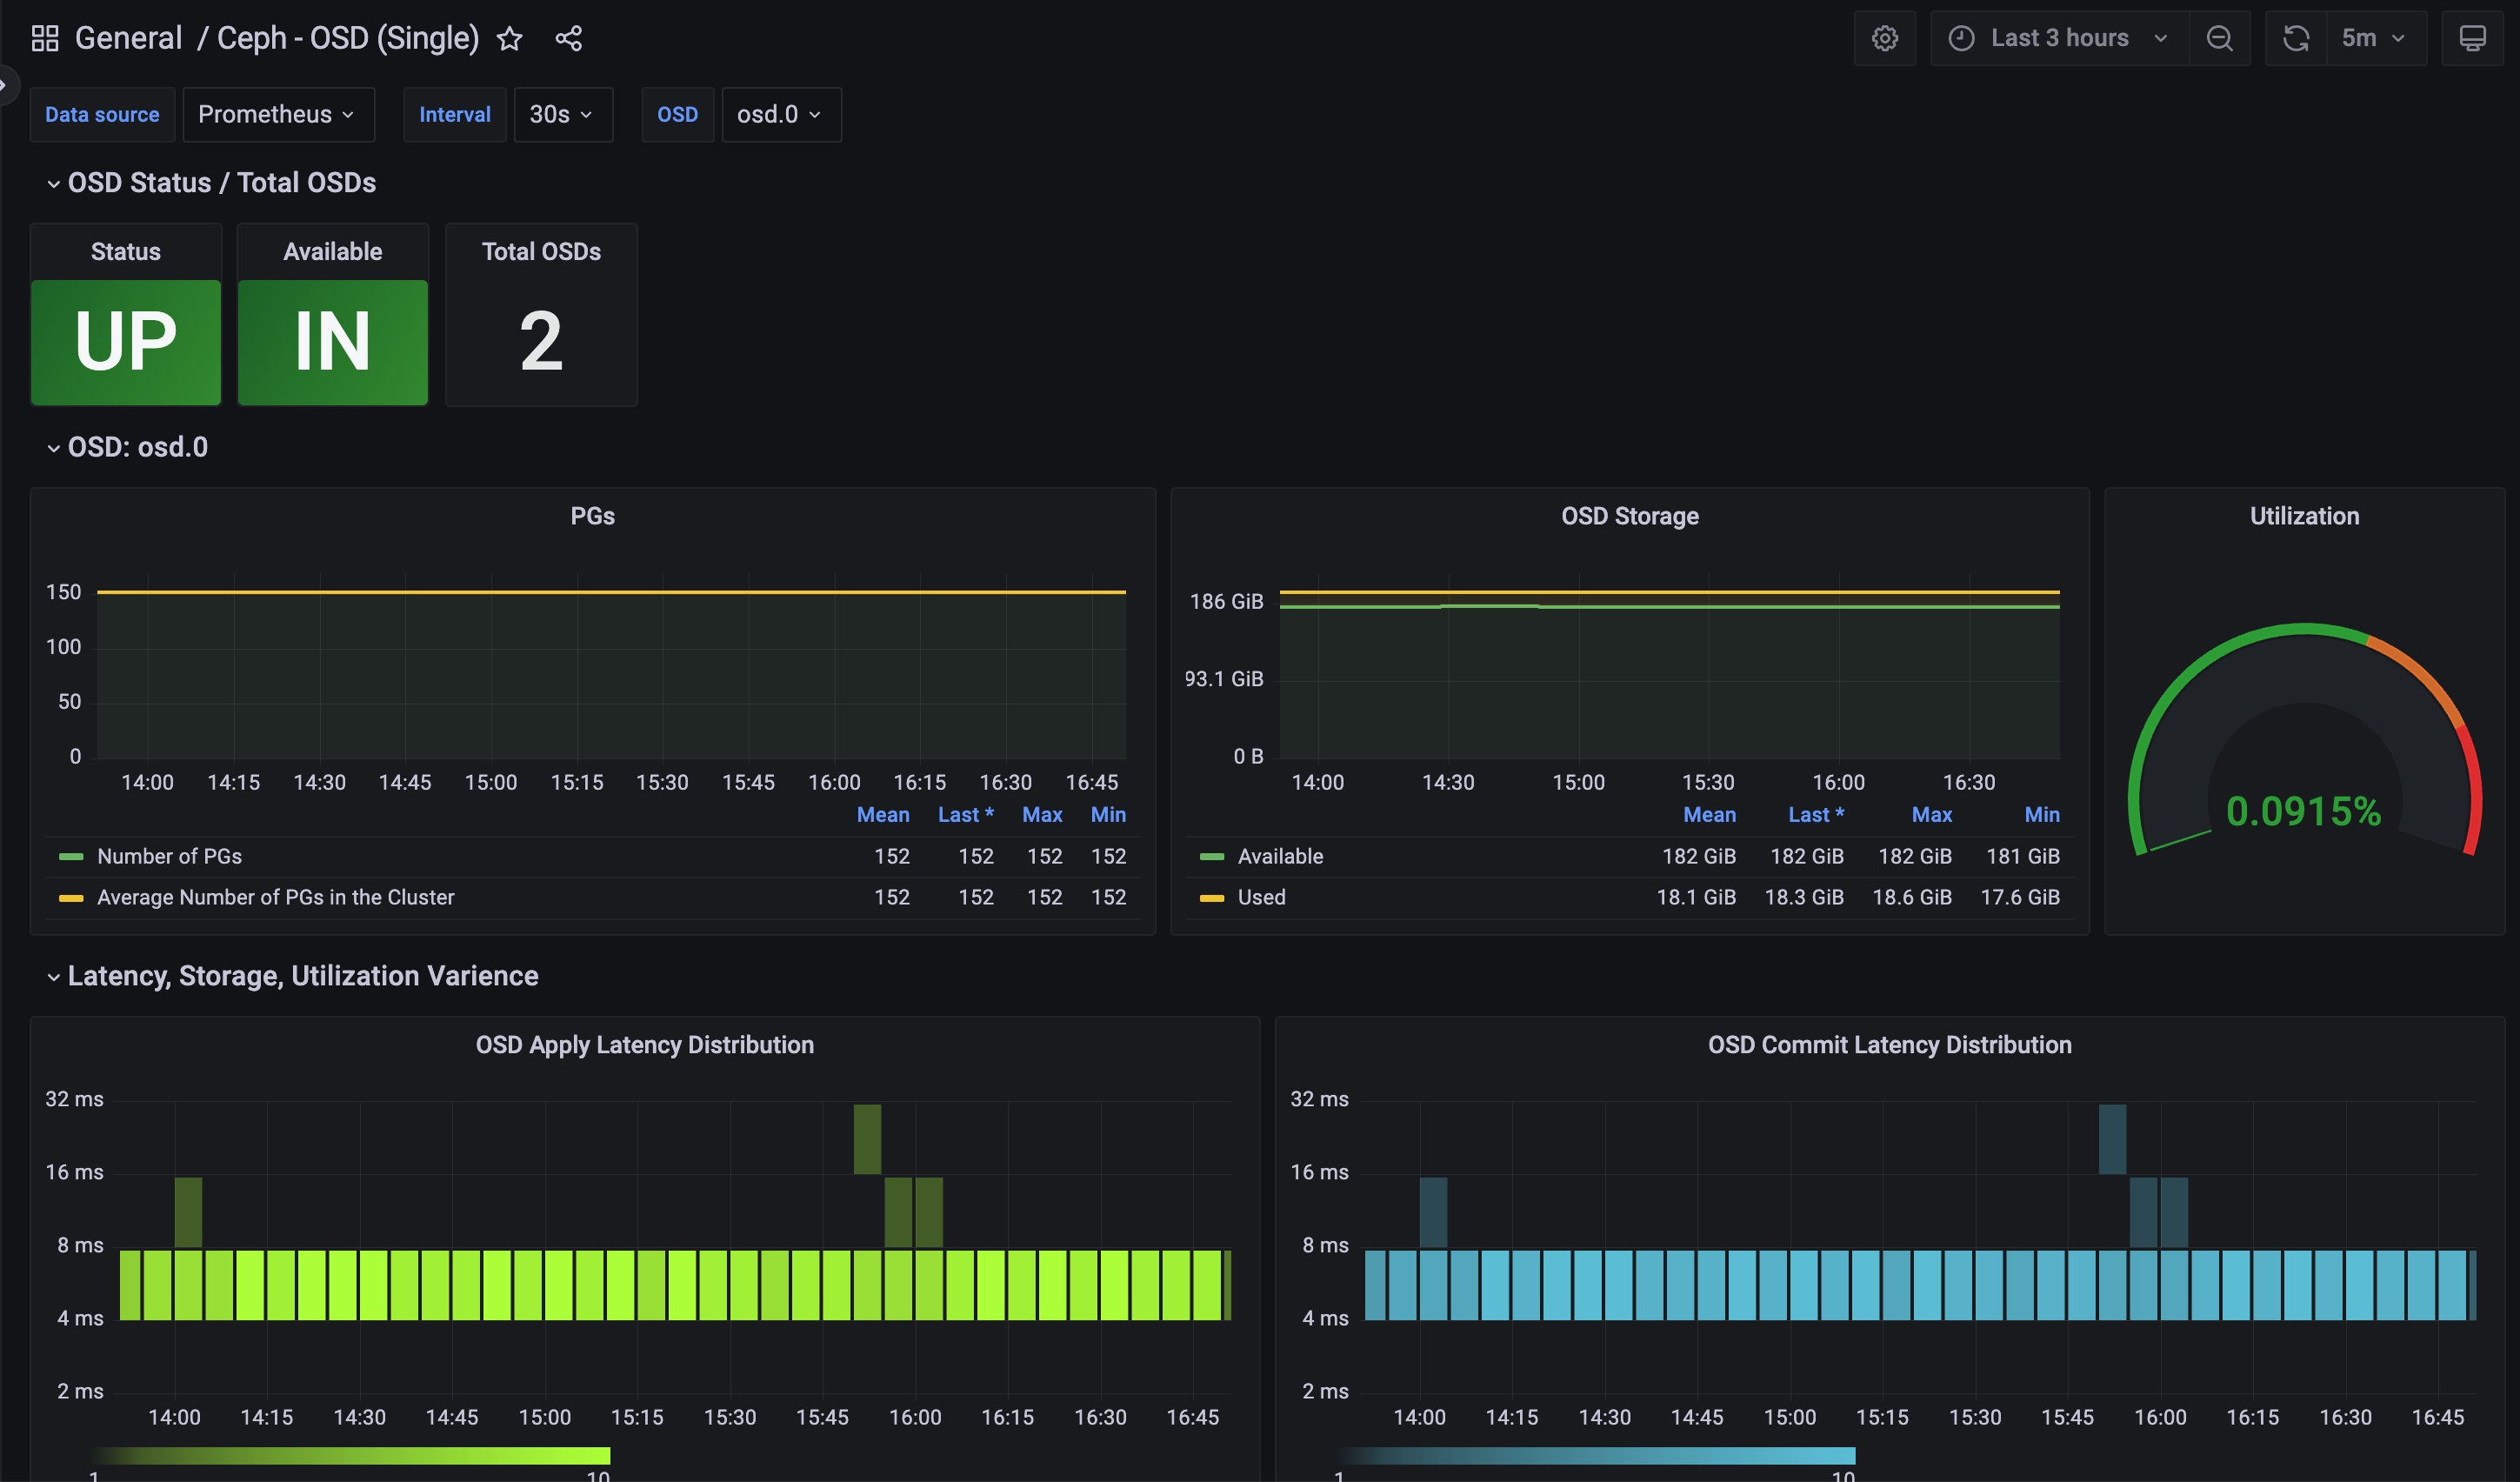 General / Ceph - OSD (Single)
Last 3 hours
5m
Data source Prometheus Interval 30s OSD osd.0
OSD Status / Total OSDs
Status Available Total OSDs
UP IN 2
OSD: osd.0
PGs
150
100
50
0
14:00 14:15 14:30 14:45 15:00 15:15 15:30 15:45 16:00 16:15 16:30 16:45
Mean Last * Max Min
Number of PGs 152 152 152 152
Average Number of PGs in the Cluster 152 152 152 152
OSD Storage
186 GiB
93.1 GiB
0 B
14:00 14:30 15:00 15:30 16:00 16:30
Mean Last * Max Min
Available 182 GiB 182 GiB 182 GiB 181 GiB
Used 18.1 GiB 18.3 GiB 18.6 GiB 17.6 GiB
Utilization
0.0915%
Latency, Storage, Utilization Varience
OSD Apply Latency Distribution
32 ms
16 ms
8 ms
4 ms
2 ms
14:00 14:15 14:30 14:45 15:00 15:15 15:30 15:45 16:00 16:15 16:30 16:45
1 10
OSD Commit Latency Distribution
32 ms
16 ms
8 ms
4 ms
2 ms
14:00 14:15 14:30 14:45 15:00 15:15 15:30 15:45 16:00 16:15 16:30 16:45
1 10